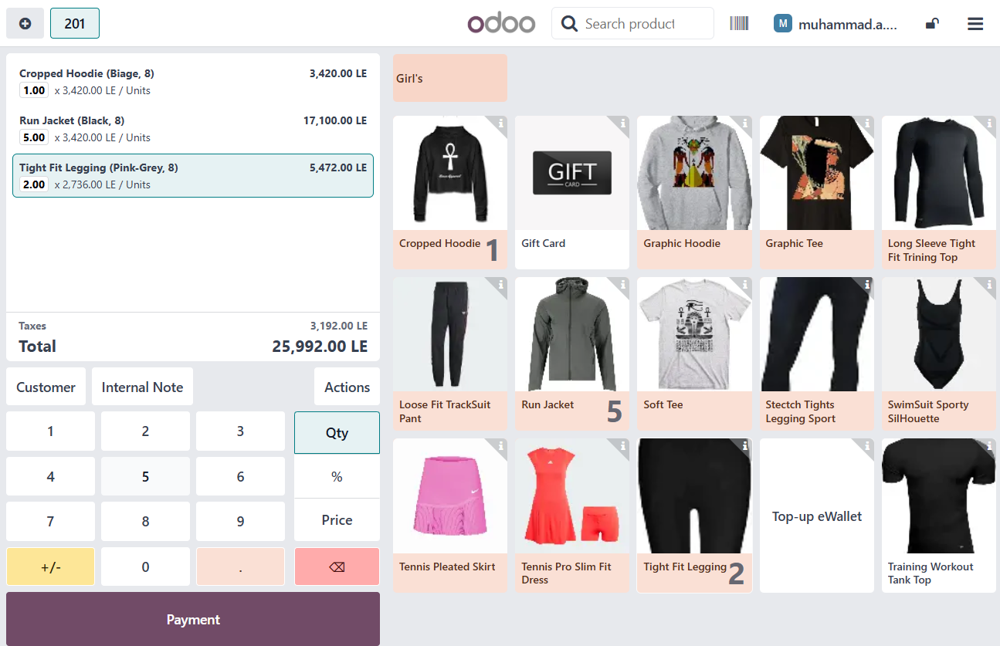 201
odoo
Search product
M
muhammad.a....
Cropped Hoodie (Biage, 8)
3,420.00 LE
1.00 x 3,420.00 LE / Units
Run Jacket (Black, 8)
17,100.00 LE
5.00 x 3,420.00 LE / Units
Tight Fit Legging (Pink-Grey, 8)
5,472.00 LE
2.00 x 2,736.00 LE / Units
Taxes
3,192.00 LE
Total
25,992.00 LE
Customer
Internal Note
Actions
1
2
3
Qty
4
5
6
%
7
8
9
Price
+/-
0
.
Payment
Girl's
GIFT
CARD
Cropped Hoodie
1
Gift Card
Graphic Hoodie
Graphic Tee
Long Sleeve Tight
Fit Trining Top
Loose Fit TrackSuit
Pant
Run Jacket
5
Soft Tee
Stectch Tights
Legging Sport
SwimSuit Sporty
SilHouette
Tennis Pleated Skirt
Tennis Pro Slim Fit
Dress
Tight Fit Legging
2
Top-up eWallet
Training Workout
Tank Top